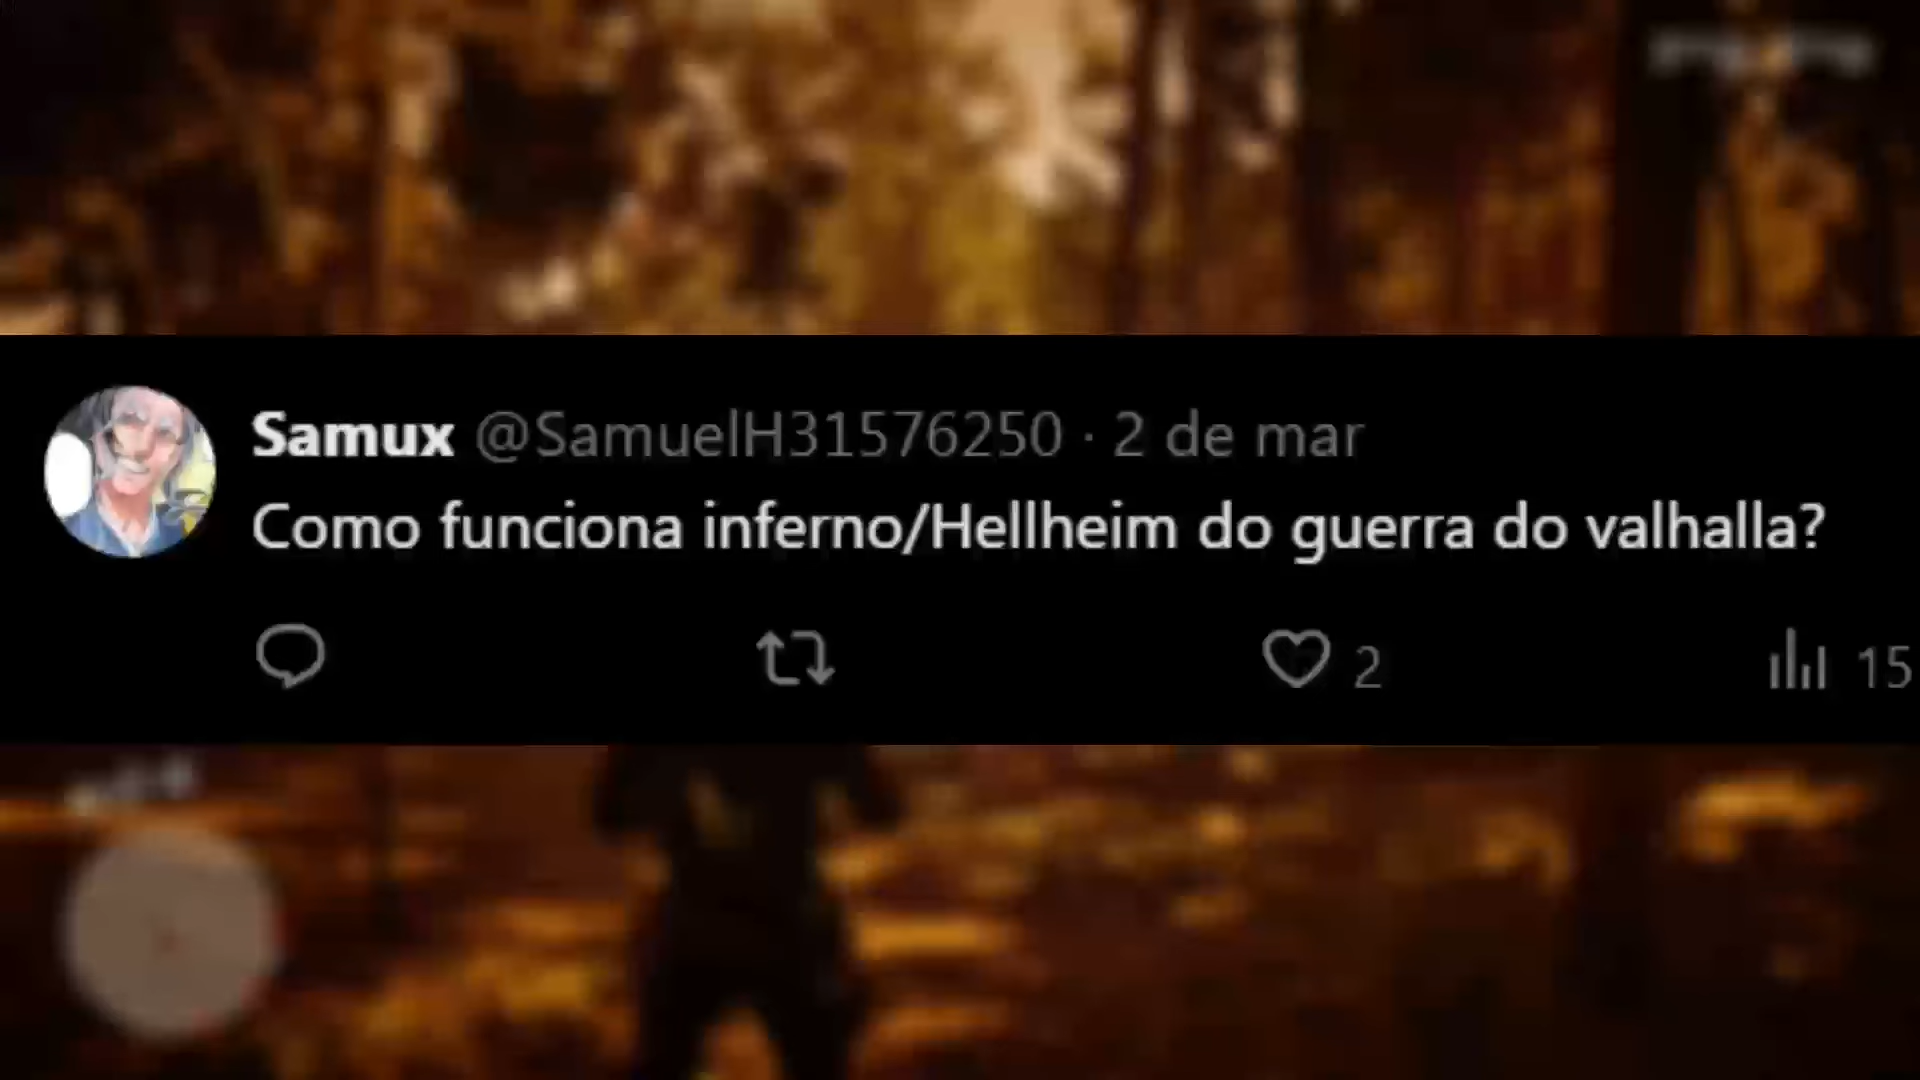 Samux @SamuelH31576250 · 2 de mar
Como funciona inferno/Hellheim do guerra do valhalla?
2
15